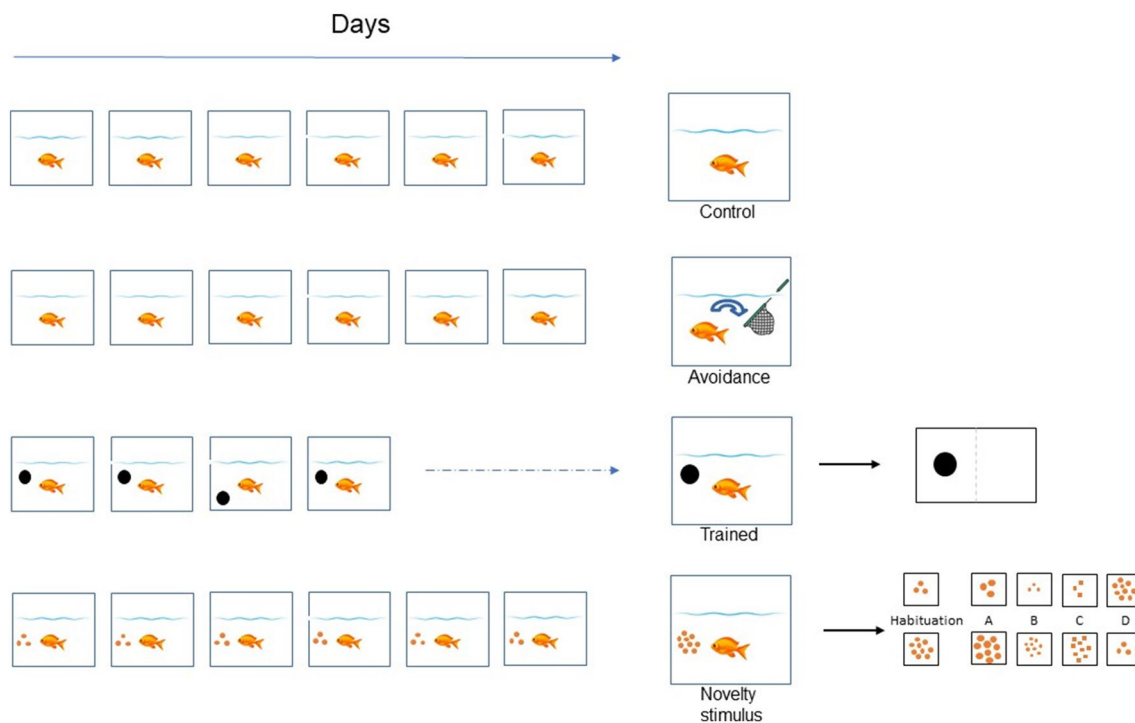 Days
Control
Avoidance
Trained
Habituation A B C D
Novelty
stimulus